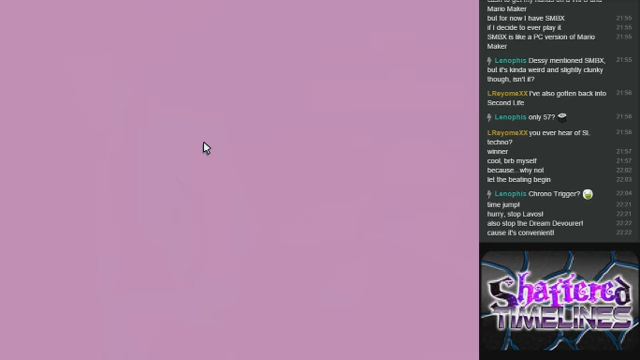 Mario Maker
but for now I have SMBX 21:55
if I decide to ever play it 21:55
SMBX is like a PC version of Mario 21:55
Maker
Lenophis Dessy mentioned SMBX, 21:55
but it's kinda weird and slightly clunky
though, isn't it?
LReyomeXX I've also gotten back into 21:56
Second Life
Lenophis only 57? 21:56
LReyomeXX you ever hear of SL 21:56
techno?
winner 21:57
cool, brb myself 21:57
because...why not 22:02
let the beating begin 22:03
Lenophis Chrono Trigger? 22:04
time jump! 22:21
hurry, stop Lavos! 22:21
also stop the Dream Devourer! 22:22
cause it's convenient! 22:22
Shattered
TIMELINES